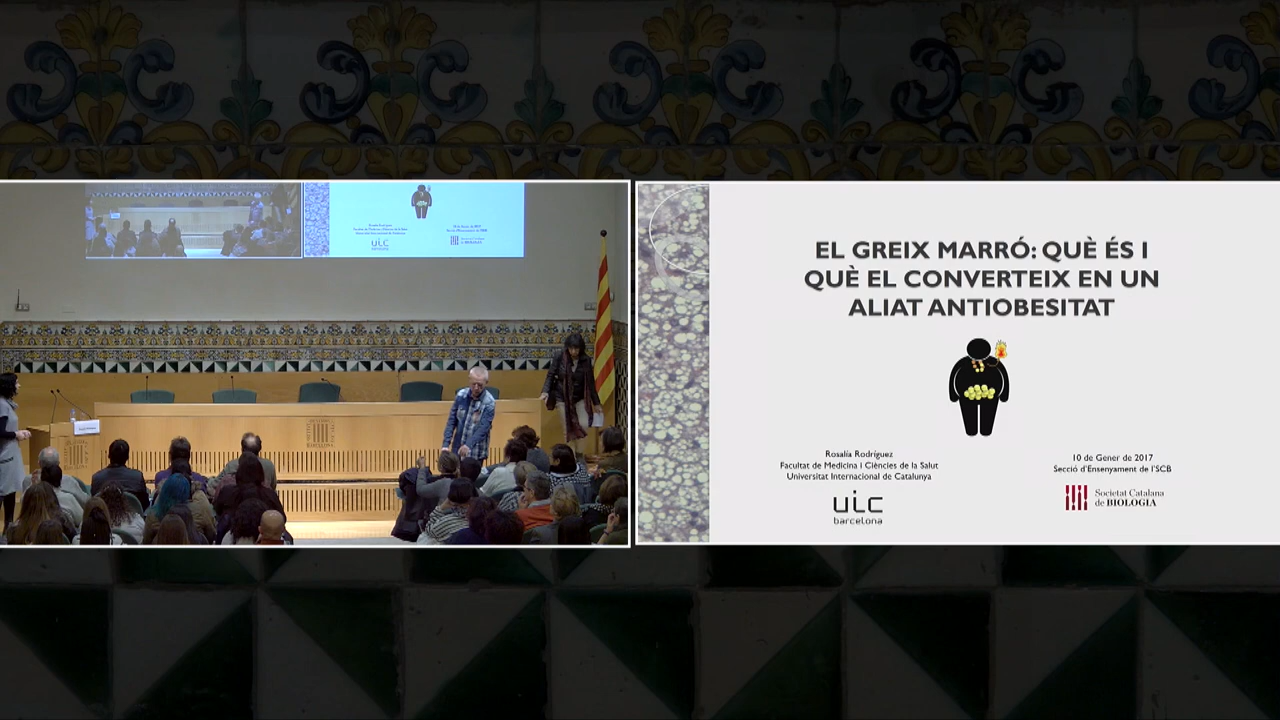 EL GREIX MARRÓ: QUÈ ÉS I
QUÈ EL CONVERTEIX EN UN
ALIAT ANTIOBESITAT
Rosalía Rodríguez
Facultat de Medicina i Ciències de la Salut
Universitat Internacional de Catalunya
uic
barcelona
10 de Gener de 2017
Secció d'Ensenyament de l'SCB
Societat Catalana
de BIOLOGIA